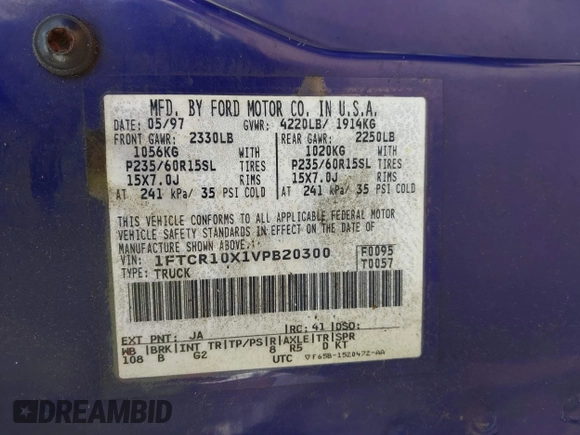 MFD. BY FORD MOTOR CO. IN U.S.A.
DATE: 05/97 GVWR: 4220LB/ 1914KG
FRONT GAWR: 2330LB REAR GAWR: 2250LB
1056KG WITH 1020KG WITH
P235/60R15SL TIRES P235/60R15SL TIRES
15X7.0J RIMS 15X7.0J RIMS
AT 241 kPa/ 35 PSI COLD AT 241 kPa/ 35 PSI COLD
THIS VEHICLE CONFORMS TO ALL APPLICABLE FEDERAL MOTOR
VEHICLE SAFETY STANDARDS IN EFFECT ON THE DATE OF
MANUFACTURE SHOWN ABOVE.
VIN: 1FTCR10X1VPB20300 F0095
TYPE: TRUCK T0057
EXT PNT: JA RC: 41 DSO:
WB BRK INT TR TP/PS R AXLE TR SPR
108 B G2 8 R5 D KT
UTC ▽F65B-1520472-AA
DREAMBID